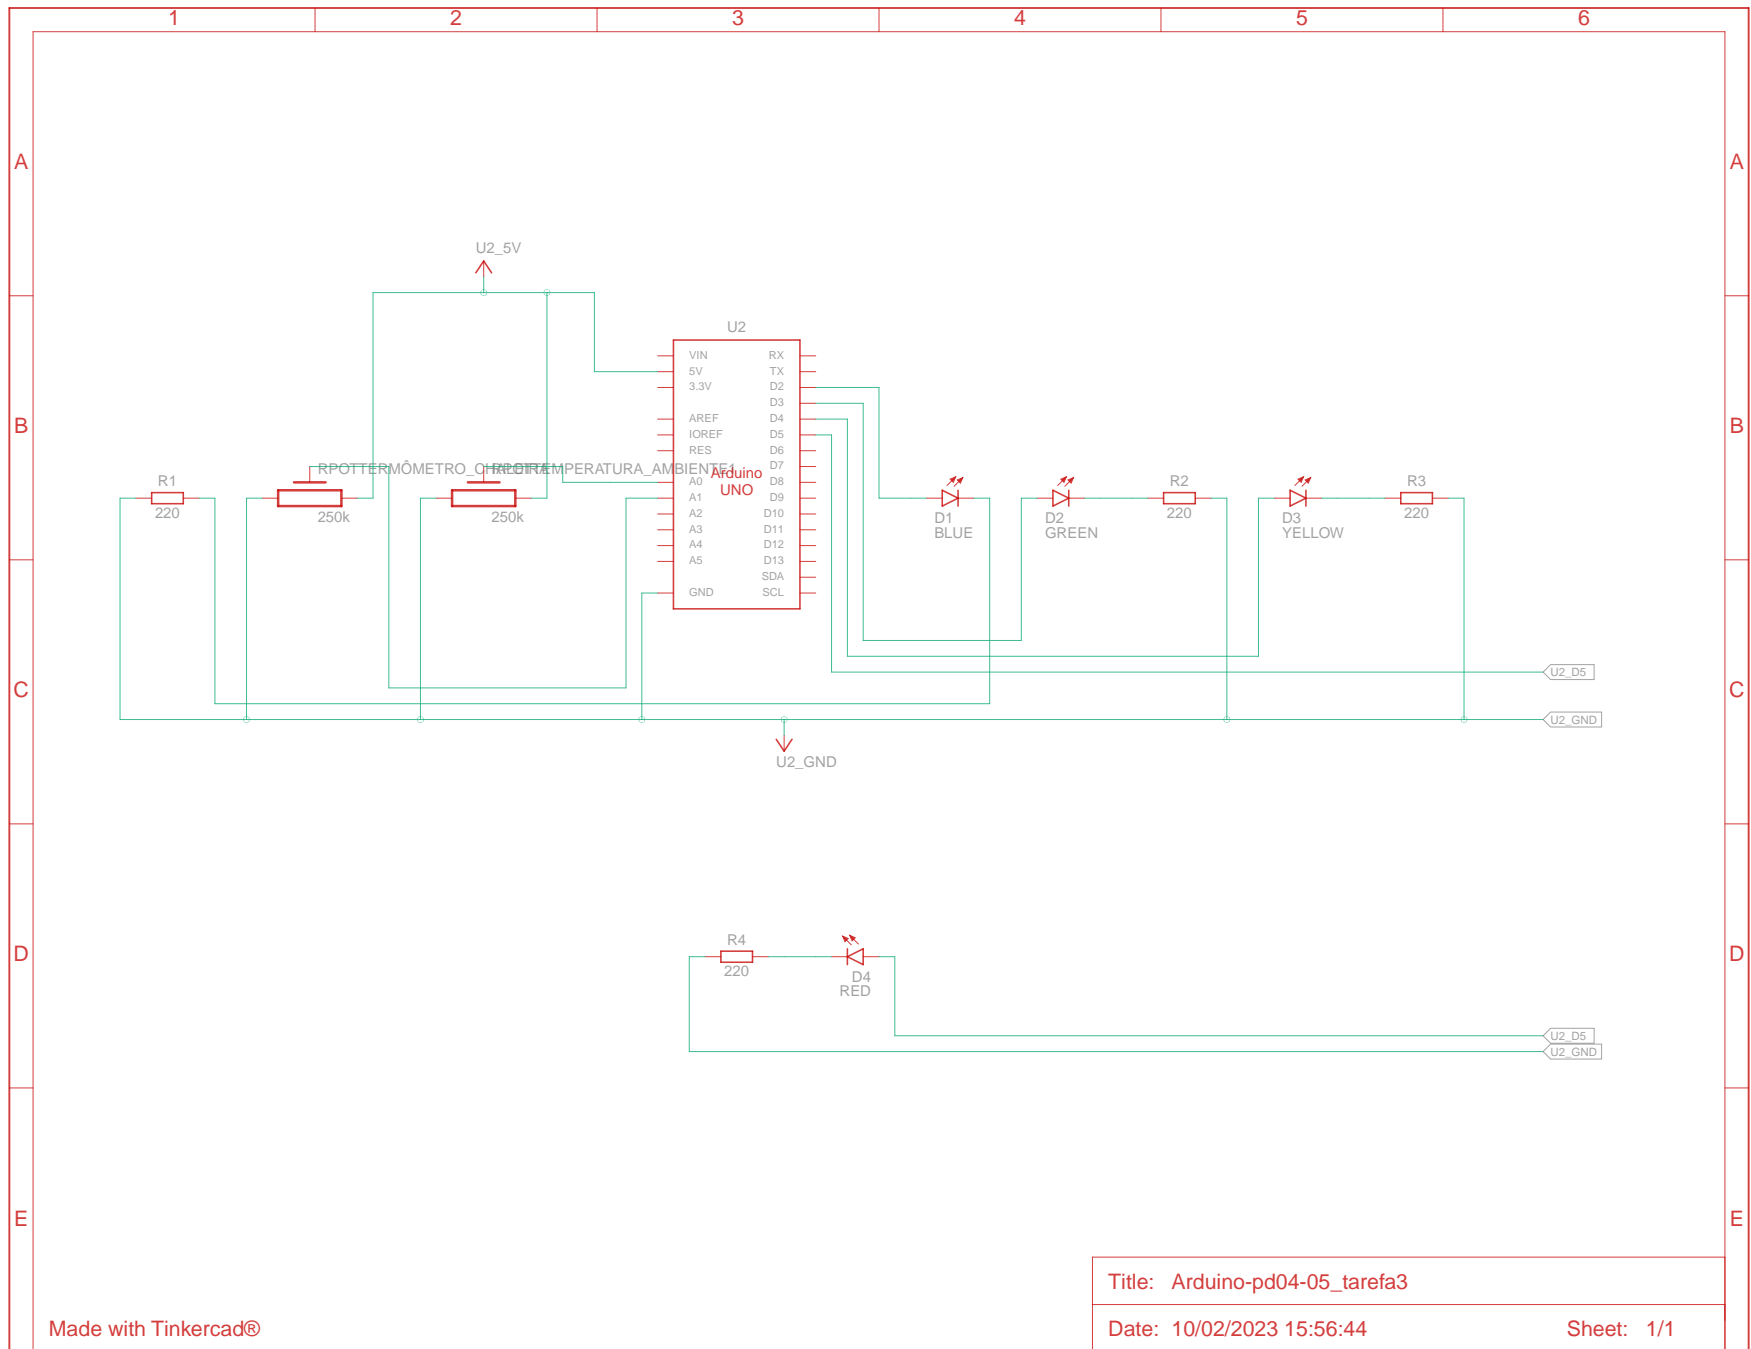 1 2 3 4 5 6
A A
U2_5V
U2
VIN RX
5V TX
3.3V D2
D3
AREF D4
IOREF D5
RES D6
D7
A0 D8
A1 D9
A2 D10
A3 D11
A4 D12
A5 D13
SDA
GND SCL
Arduino
UNO
B B
R1
220
RPOTTERMÔMETRO_
250k
TEMPERATURA_AMBIENTE1
250k
D1
BLUE
D2
GREEN
R2
220
D3
YELLOW
R3
220
U2_D5
C C
U2_GND
U2_GND
D D
R4
220
D4
RED
U2_D5
U2_GND
E E
Title: Arduino-pd04-05_tarefa3
Made with Tinkercad®
Date: 10/02/2023 15:56:44 Sheet: 1/1